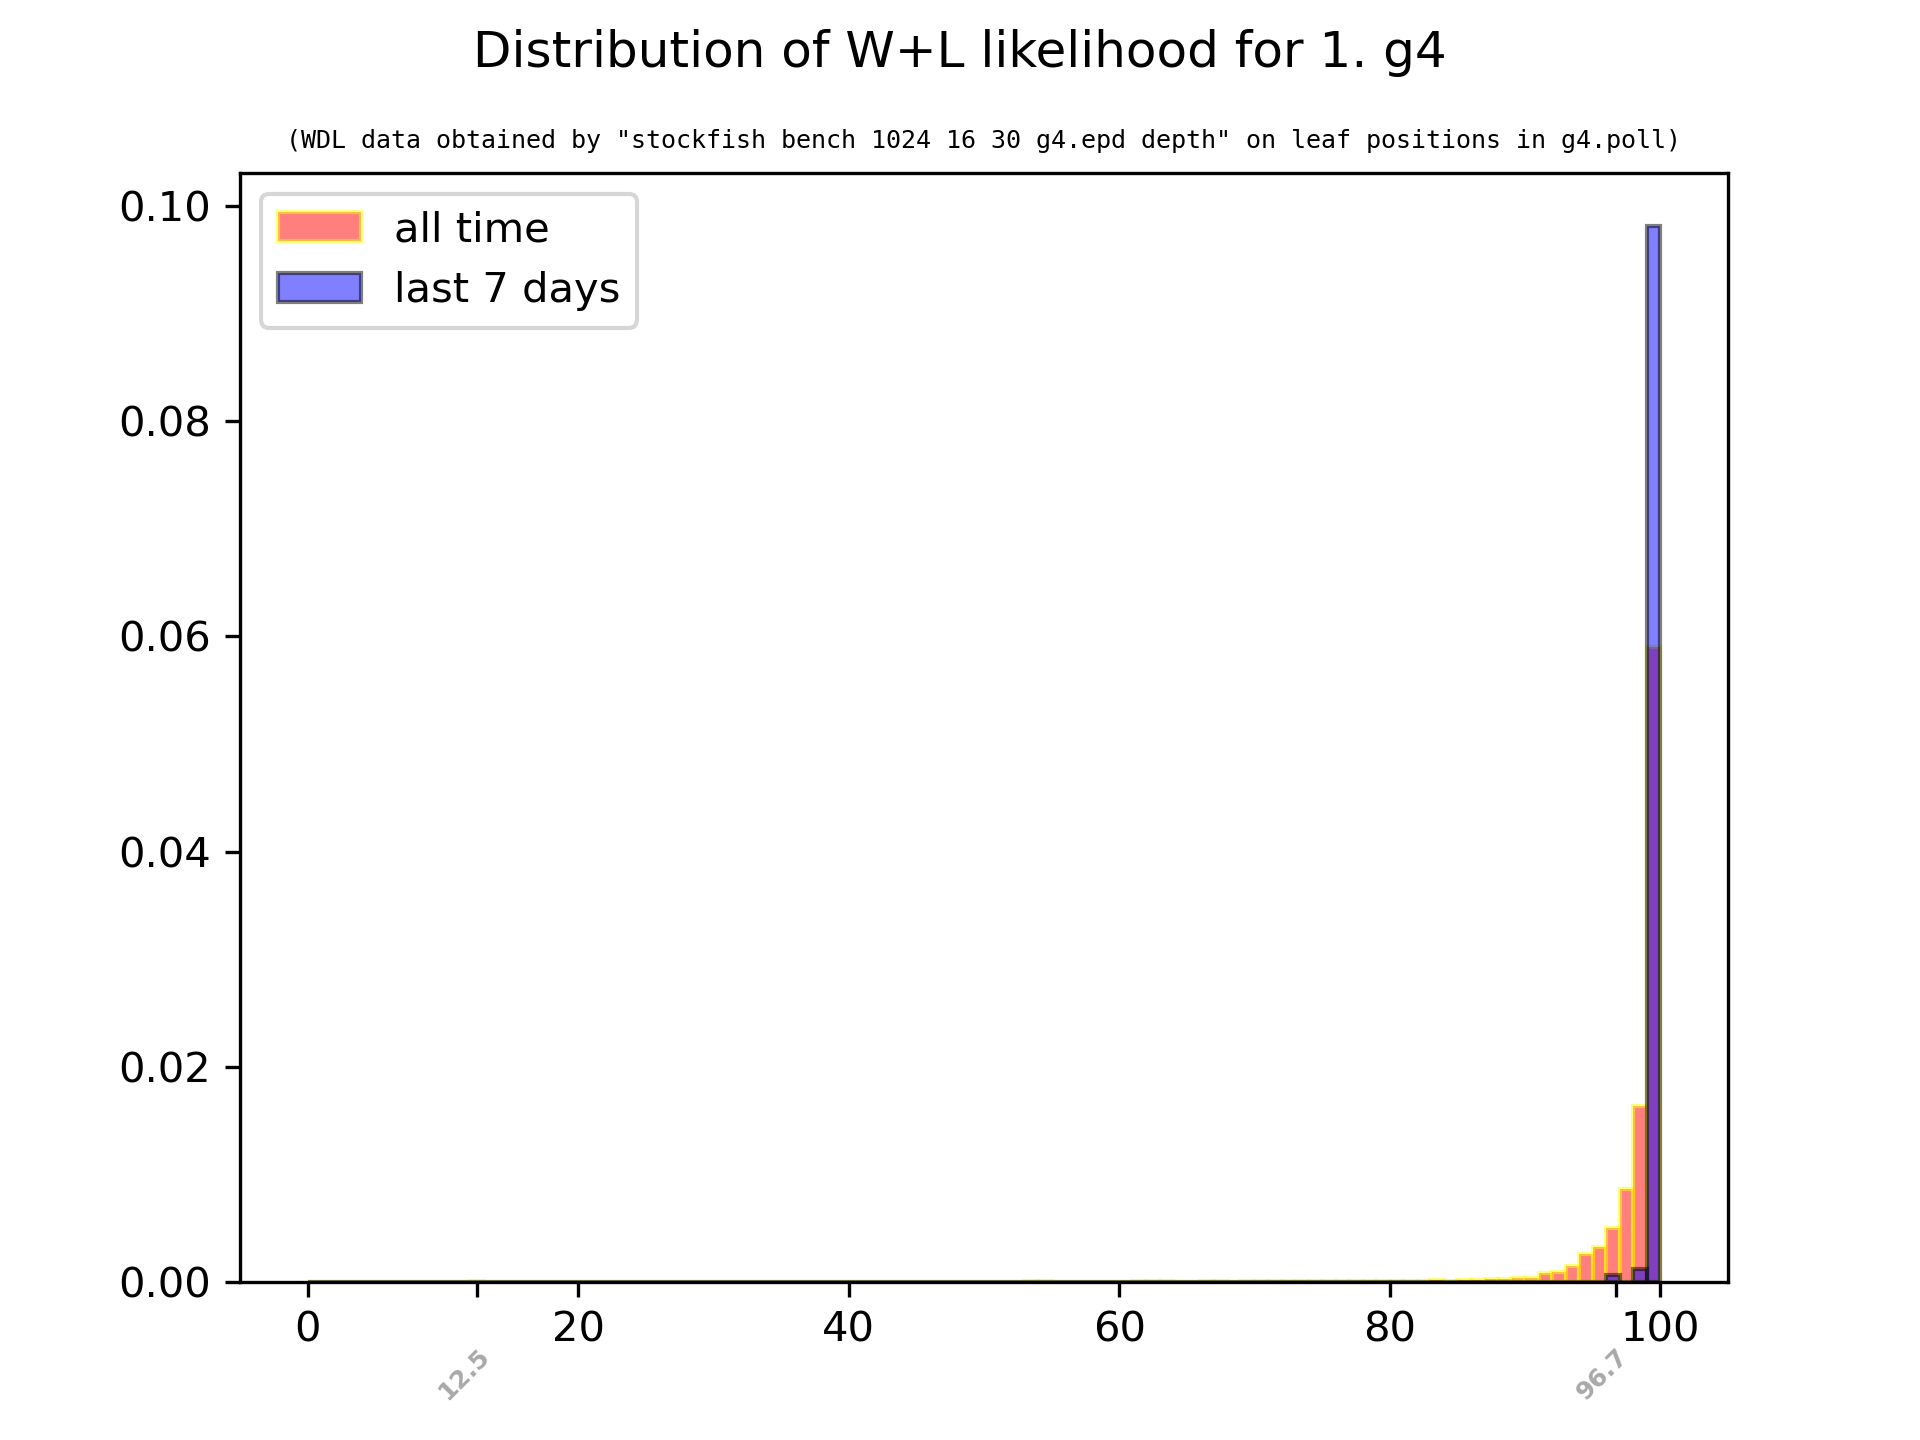 Distribution of W+L likelihood for 1. g4
(WDL data obtained by "stockfish bench 1024 16 30 g4.epd depth" on leaf positions in g4.poll)
all time
last 7 days
0.10
0.08
0.06
0.04
0.02
0.00
0 20 40 60 80 100
12.5 96.7